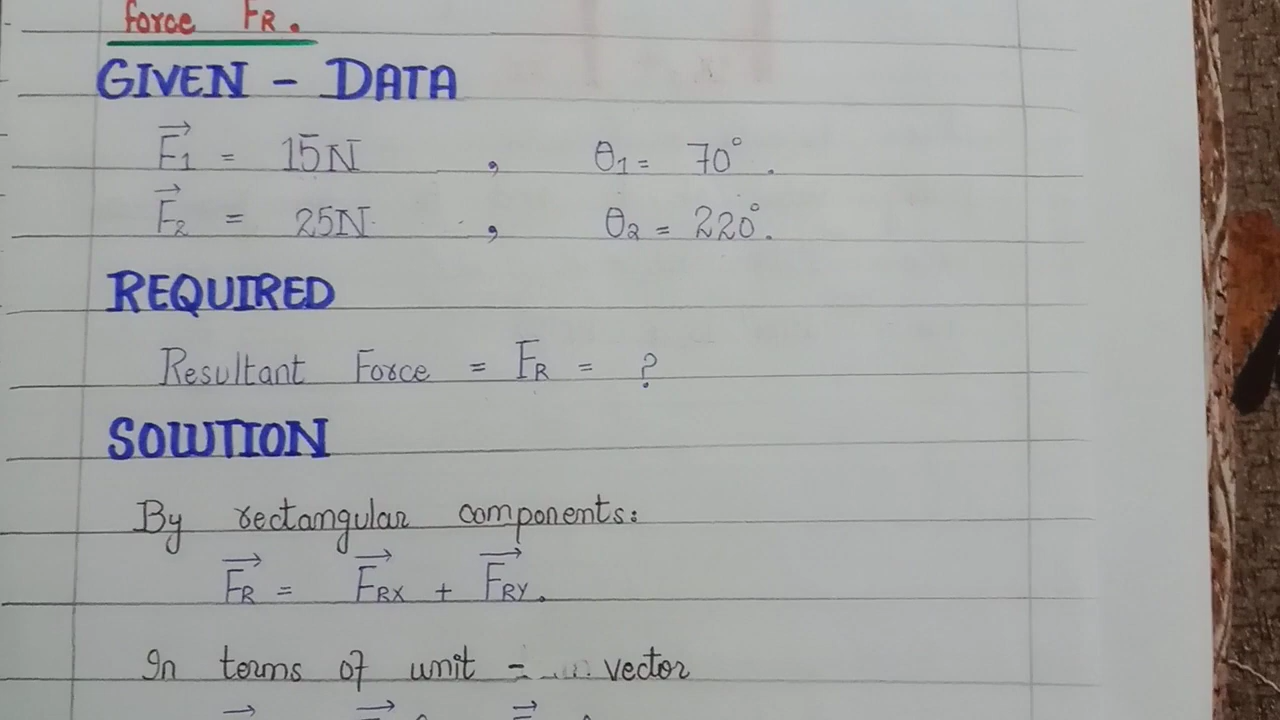 force FR.
GIVEN - DATA
F1 = 15N , θ1 = 70°.
F2 = 25N , θ2 = 220°.
REQUIRED
Resultant Force = FR = ?
SOLUTION
By rectangular components:
FR = FRX + FRY.
In terms of unit - vector